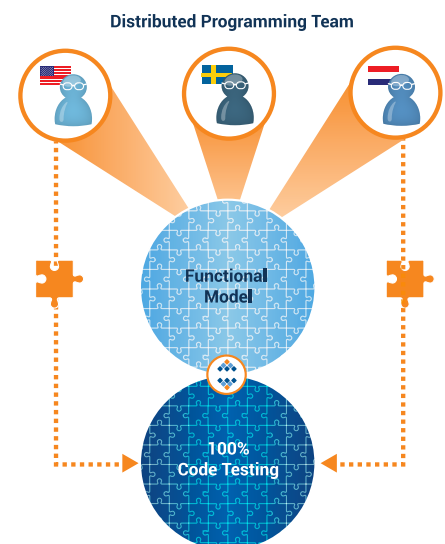 Distributed Programming Team
Functional
Model
100%
Code Testing